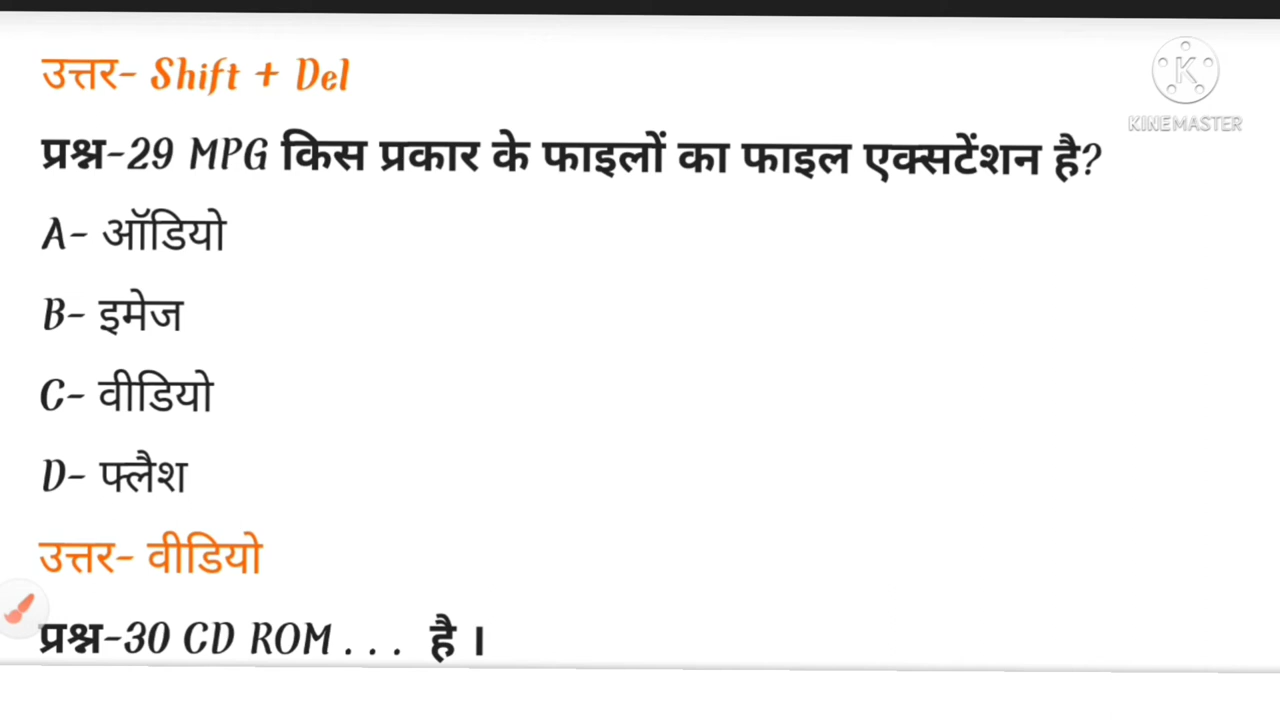 उत्तर- Shift + Del
KINEMASTER
प्रश्न-29 MPG किस प्रकार के फाइलों का फाइल एक्सटेंशन है?
A- ऑडियो
B- इमेज
C- वीडियो
D- फ्लैश
उत्तर- वीडियो
प्रश्न-30 CD ROM . . . है ।